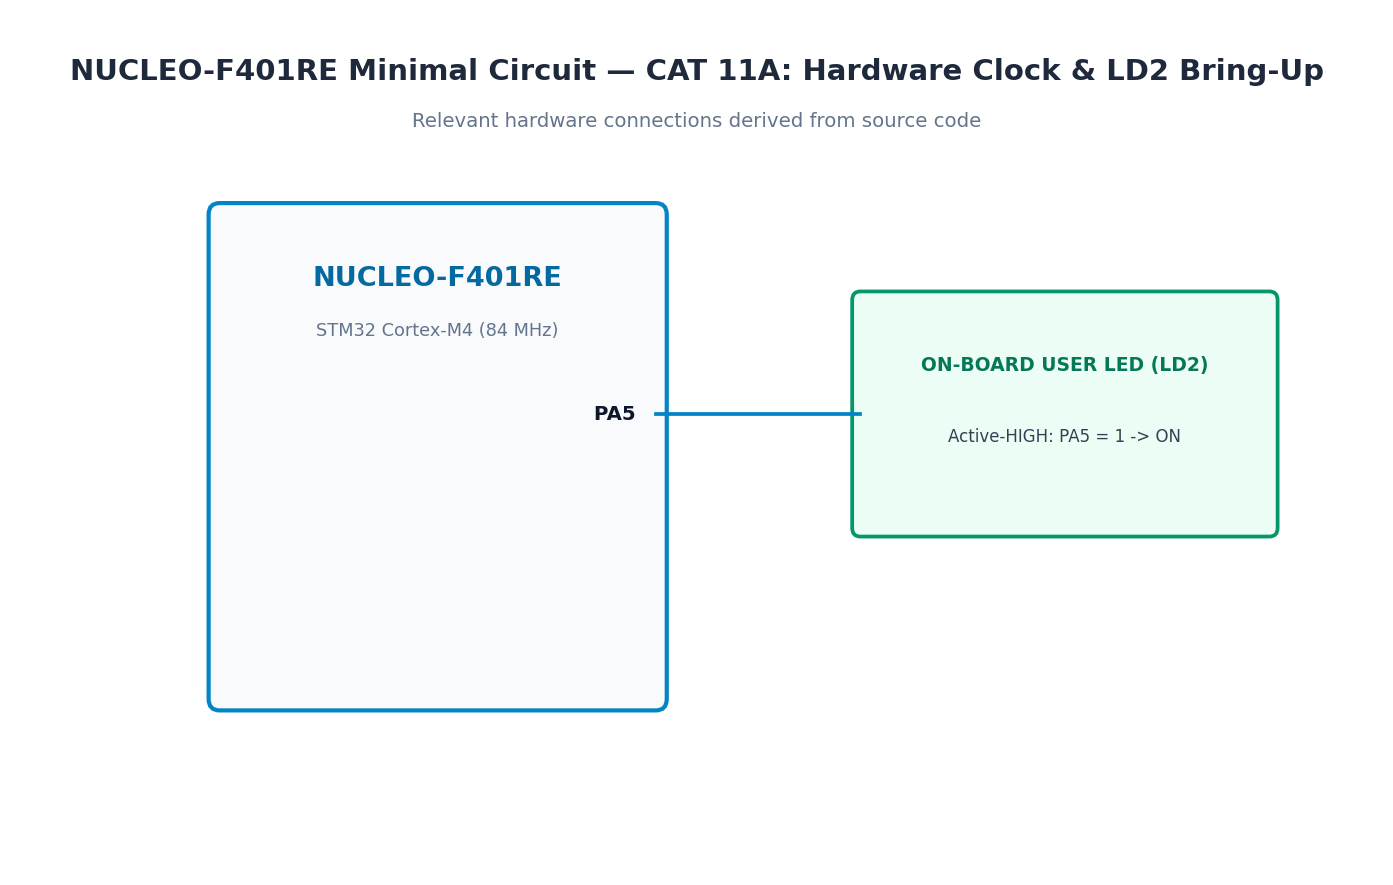 NUCLEO-F401RE Minimal Circuit — CAT 11A: Hardware Clock & LD2 Bring-Up
Relevant hardware connections derived from source code
NUCLEO-F401RE
STM32 Cortex-M4 (84 MHz)
PA5
ON-BOARD USER LED (LD2)
Active-HIGH: PA5 = 1 -> ON